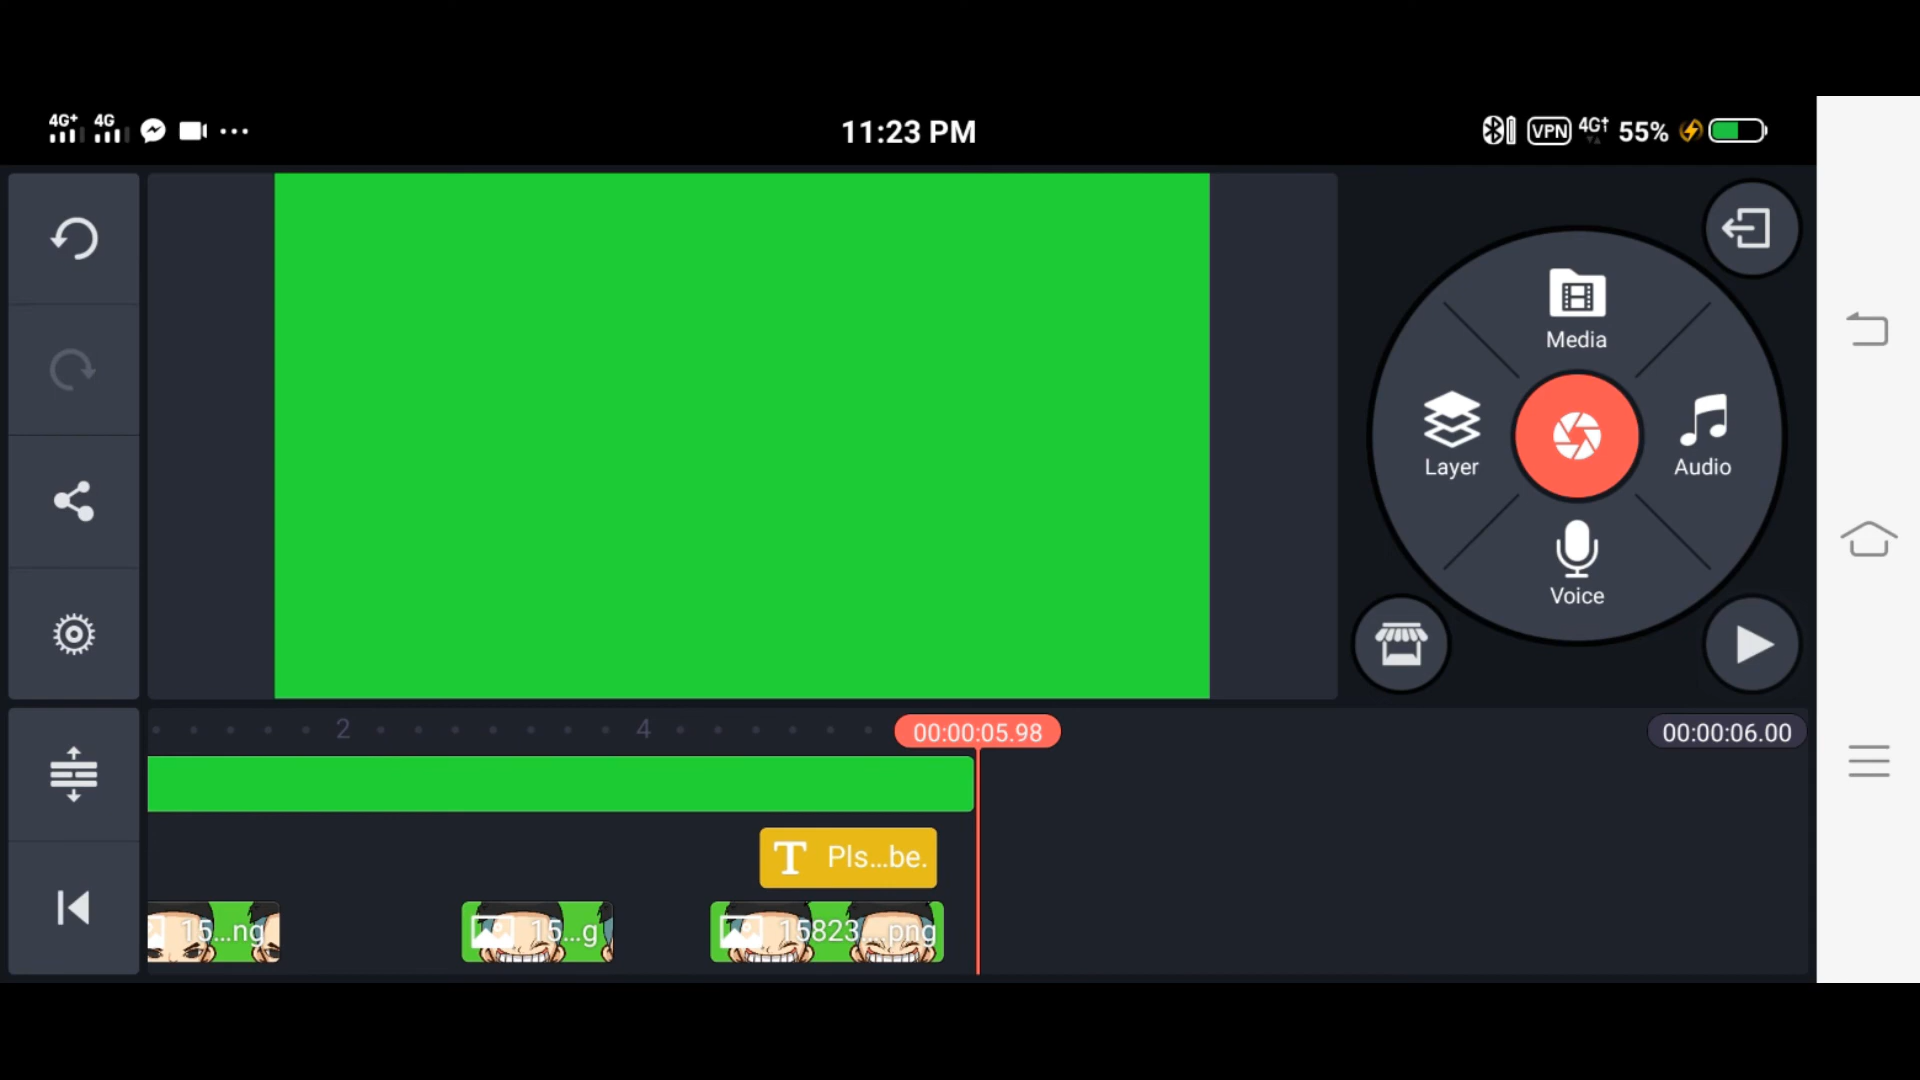 4G+ 4G 11:23 PM VPN 4G+ 55%
Media
Layer
Audio
Voice
2 4 00:00:05.98 00:00:06.00
T Pls...be.
15...ng 15...g 15823...png